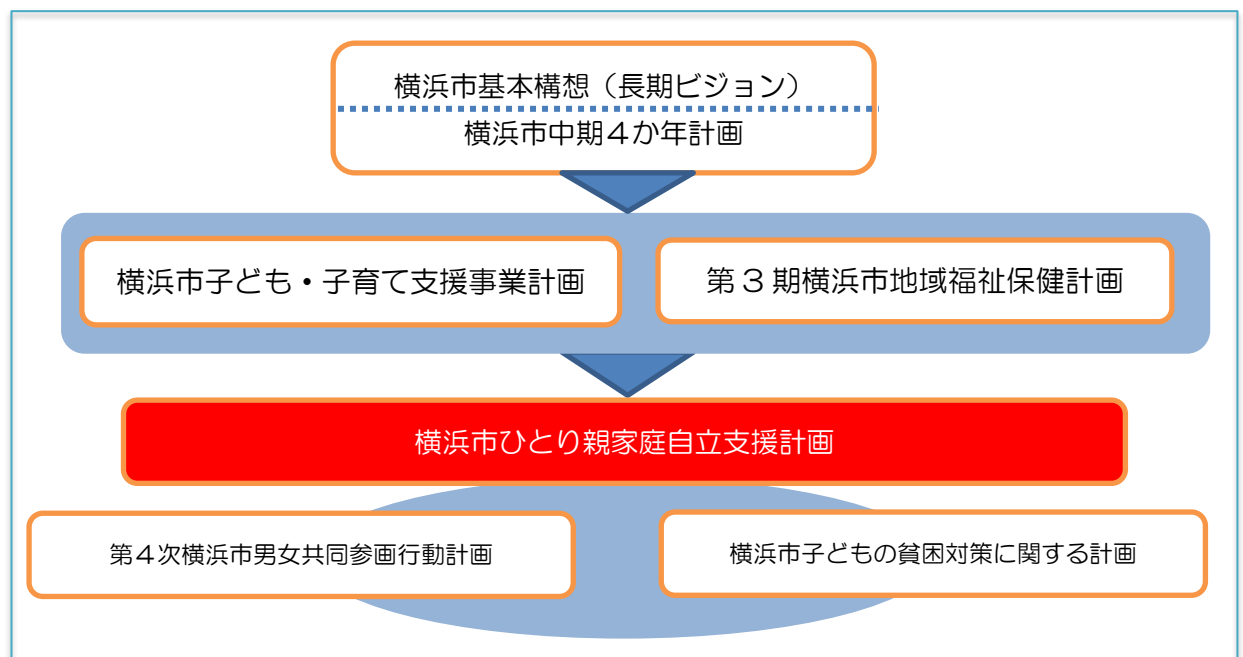 横浜市基本構想（長期ビジョン）
横浜市中期４か年計画
横浜市子ども・子育て支援事業計画
第３期横浜市地域福祉保健計画
横浜市ひとり親家庭自立支援計画
第４次横浜市男女共同参画行動計画
横浜市子どもの貧困対策に関する計画